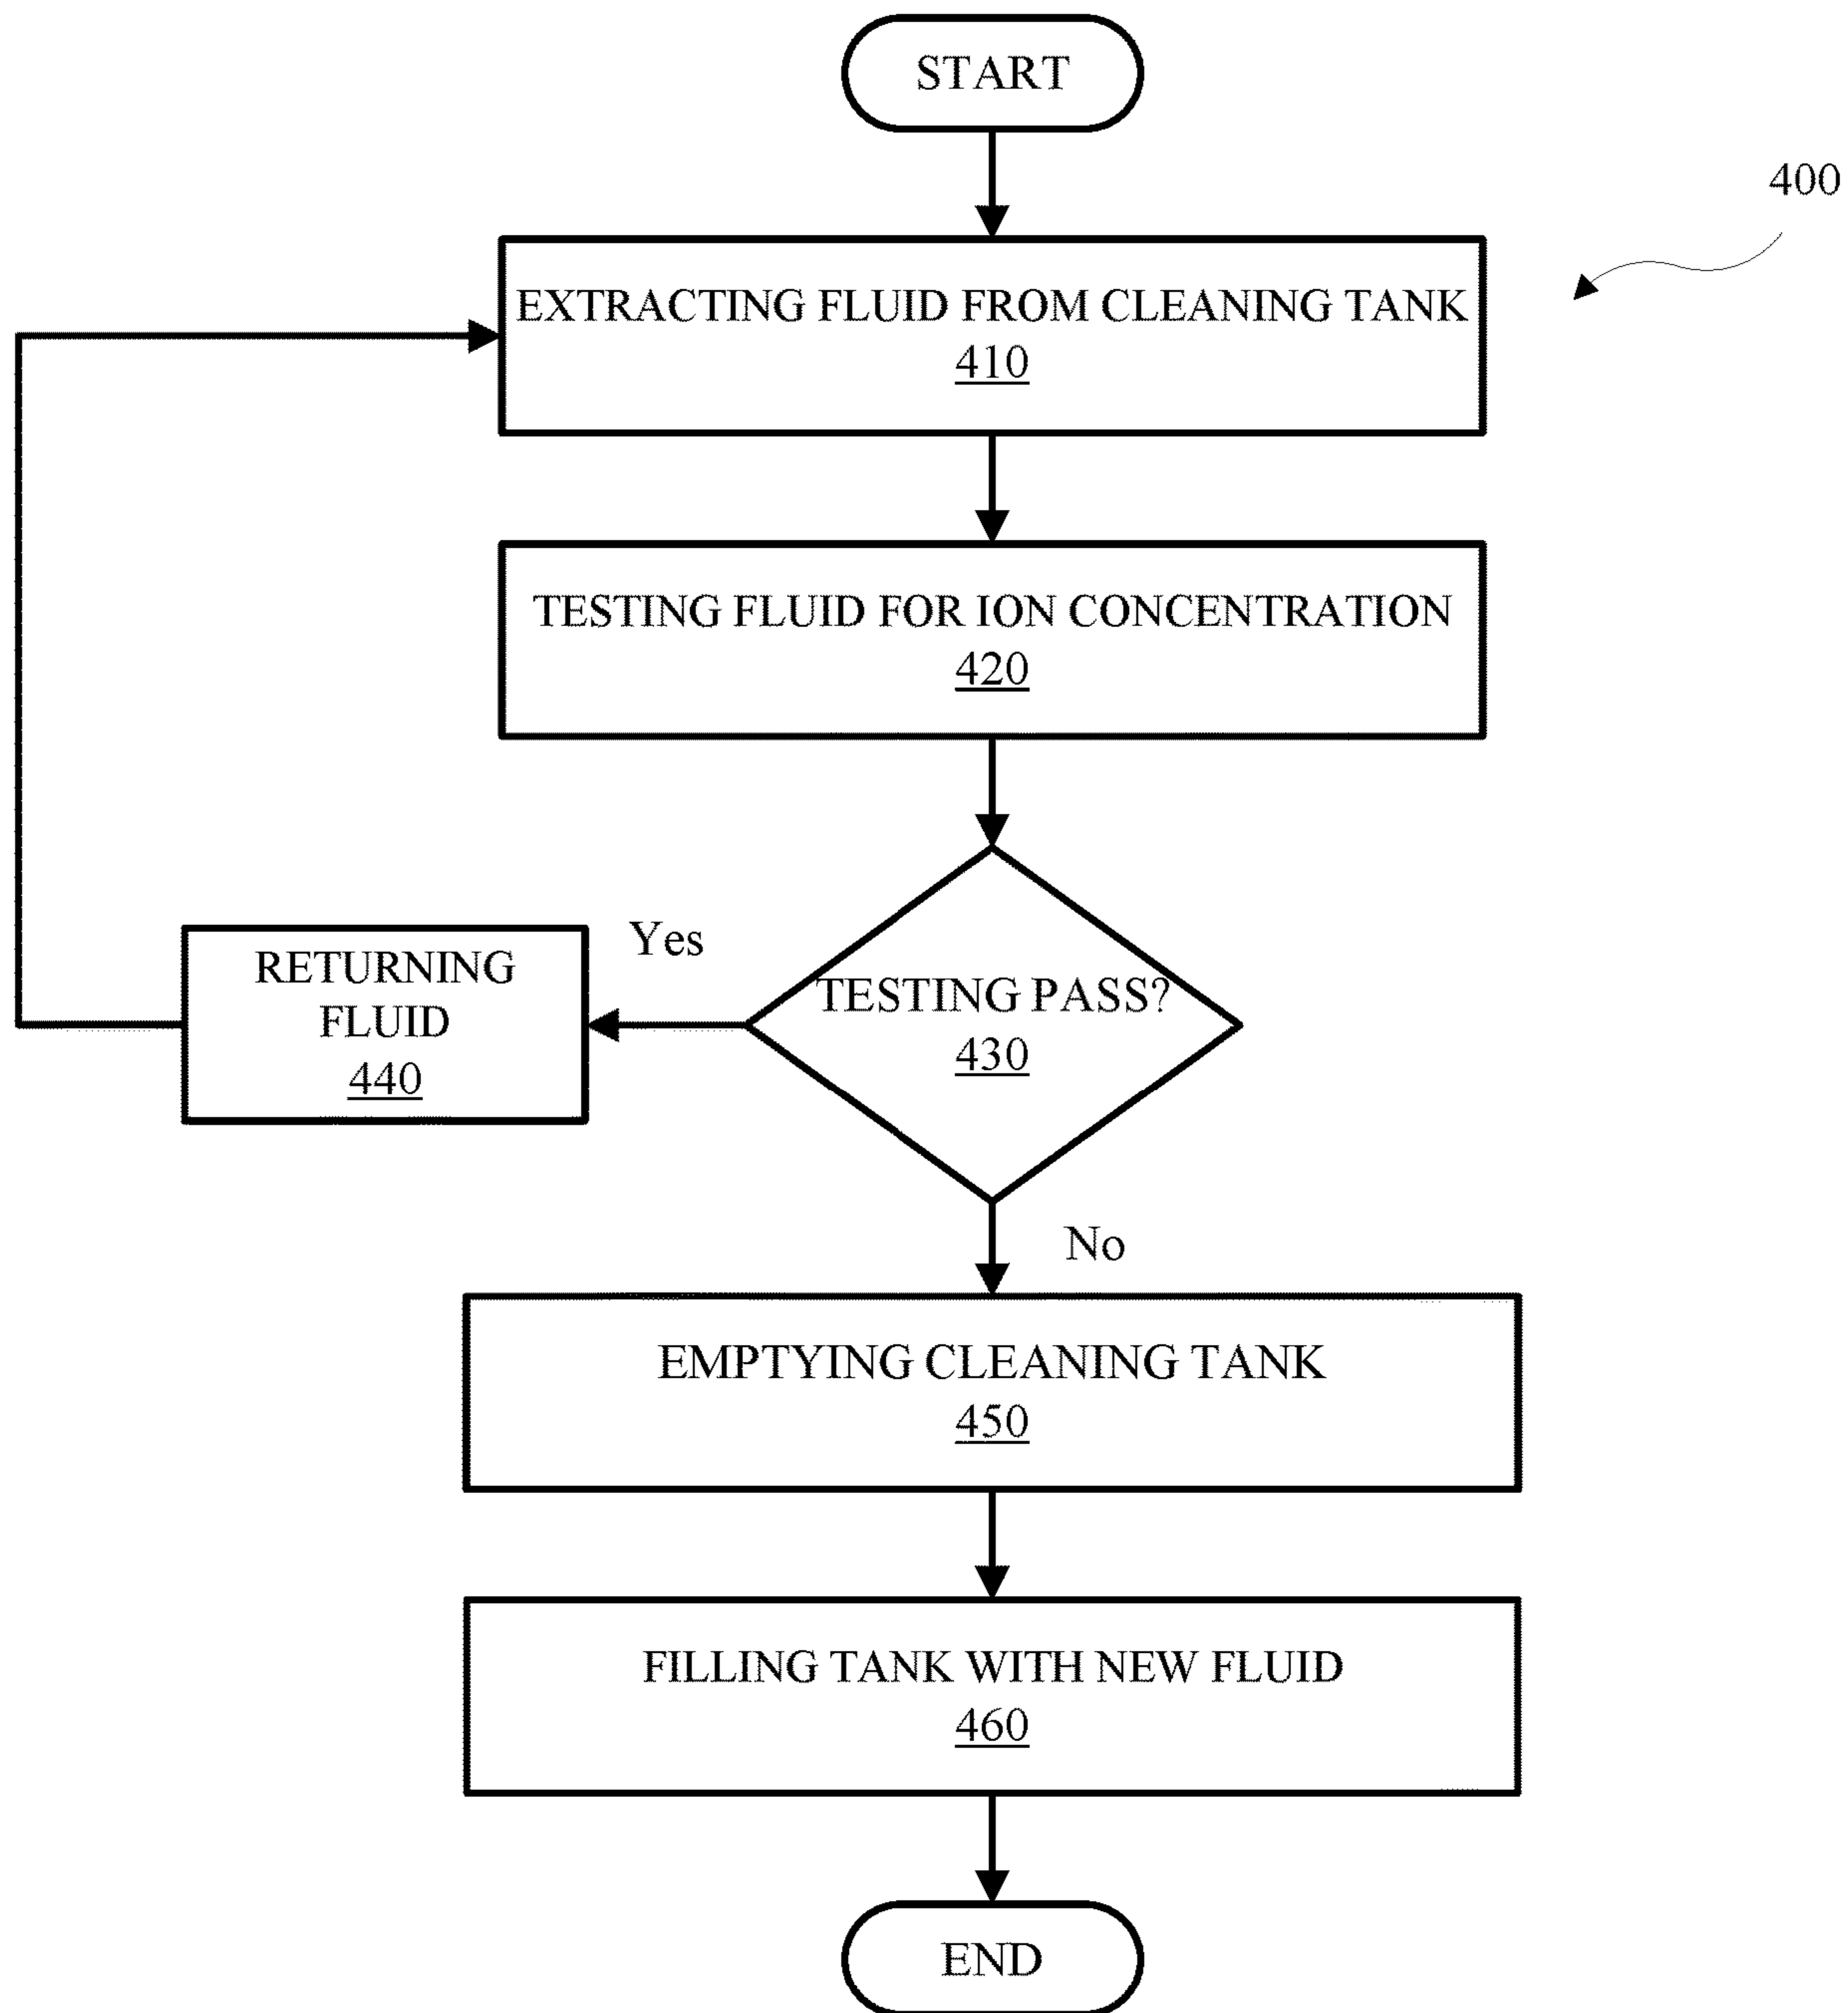 START
400
EXTRACTING FLUID FROM CLEANING TANK
410
TESTING FLUID FOR ION CONCENTRATION
420
Yes
RETURNING
FLUID
440
TESTING PASS?
430
No
EMPTYING CLEANING TANK
450
FILLING TANK WITH NEW FLUID
460
END